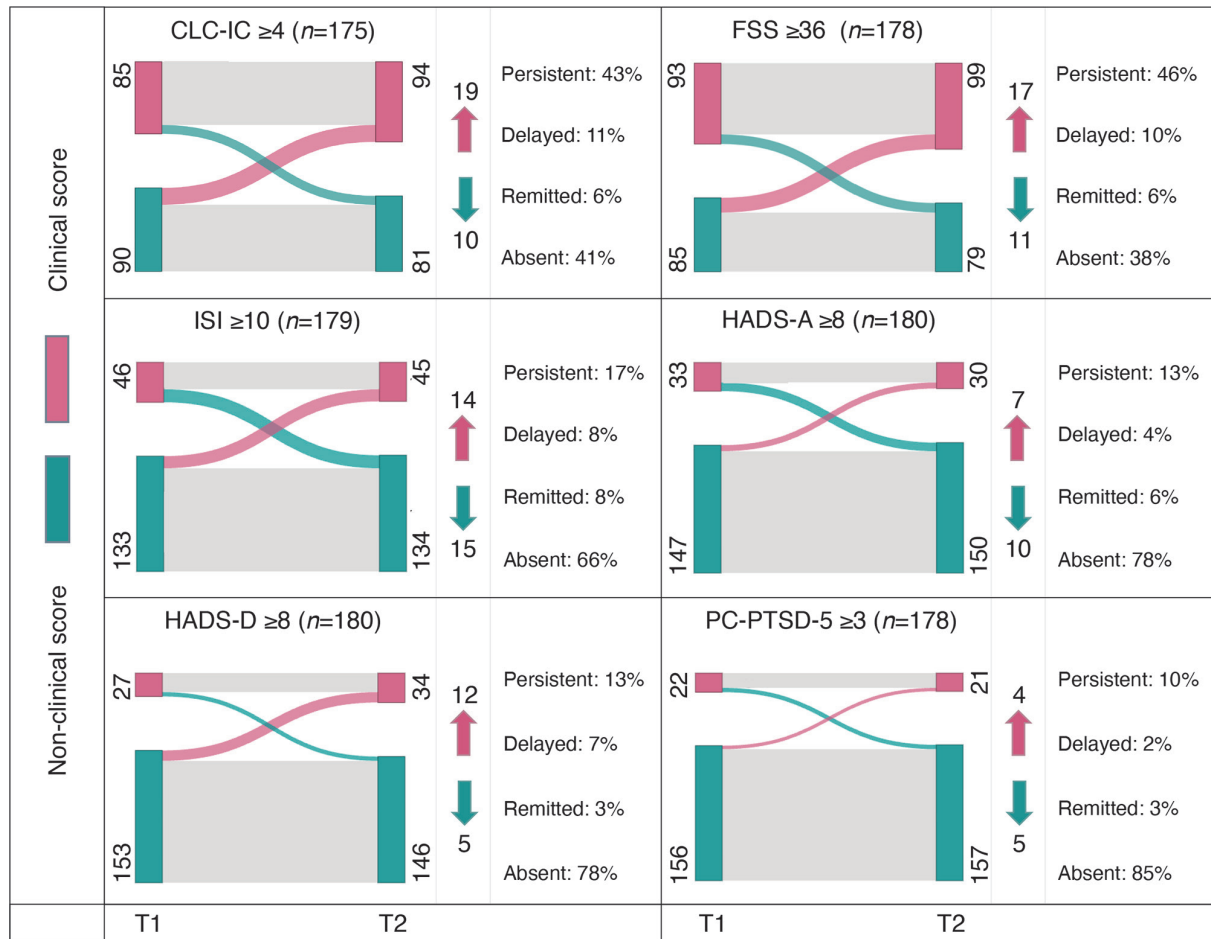 Clinical score
Non-clinical score
CLC-IC ≥4 (n=175)
85
94
90
81
19
10
Persistent: 43%
Delayed: 11%
Remitted: 6%
Absent: 41%
FSS ≥36 (n=178)
93
99
85
79
17
11
Persistent: 46%
Delayed: 10%
Remitted: 6%
Absent: 38%
ISI ≥10 (n=179)
46
45
133
134
14
15
Persistent: 17%
Delayed: 8%
Remitted: 8%
Absent: 66%
HADS-A ≥8 (n=180)
33
30
147
150
7
10
Persistent: 13%
Delayed: 4%
Remitted: 6%
Absent: 78%
HADS-D ≥8 (n=180)
27
34
153
146
12
5
Persistent: 13%
Delayed: 7%
Remitted: 3%
Absent: 78%
PC-PTSD-5 ≥3 (n=178)
22
21
156
157
4
5
Persistent: 10%
Delayed: 2%
Remitted: 3%
Absent: 85%
T1
T2
T1
T2